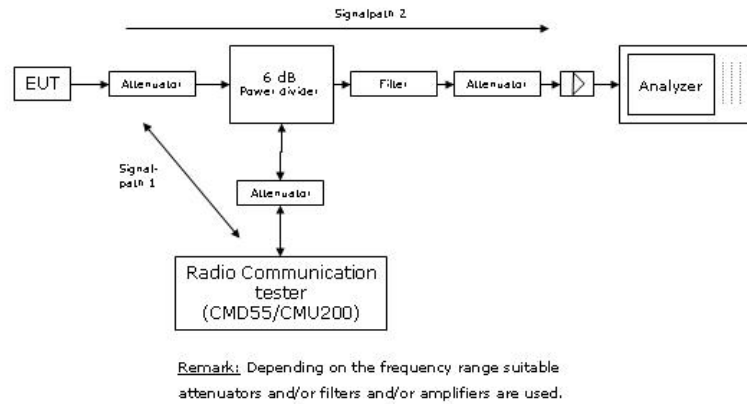 Signalpath 2
EUT
Attenuator
6 dB
Power divider
Filter
Attenuator
Analyzer
Signal-
path 1
Attenuator
Radio Communication
tester
(CMD55/CMU200)
Remark: Depending on the frequency range suitable
attenuators and/or filters and/or amplifiers are used.